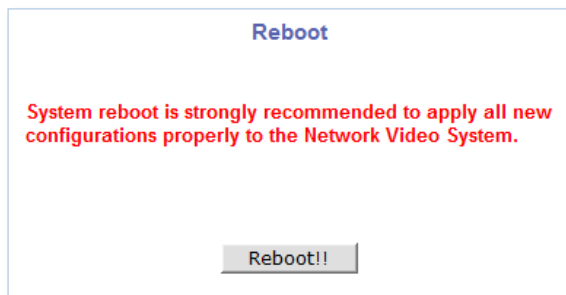 Reboot
System reboot is strongly recommended to apply all new
configurations properly to the Network Video System.
Reboot!!